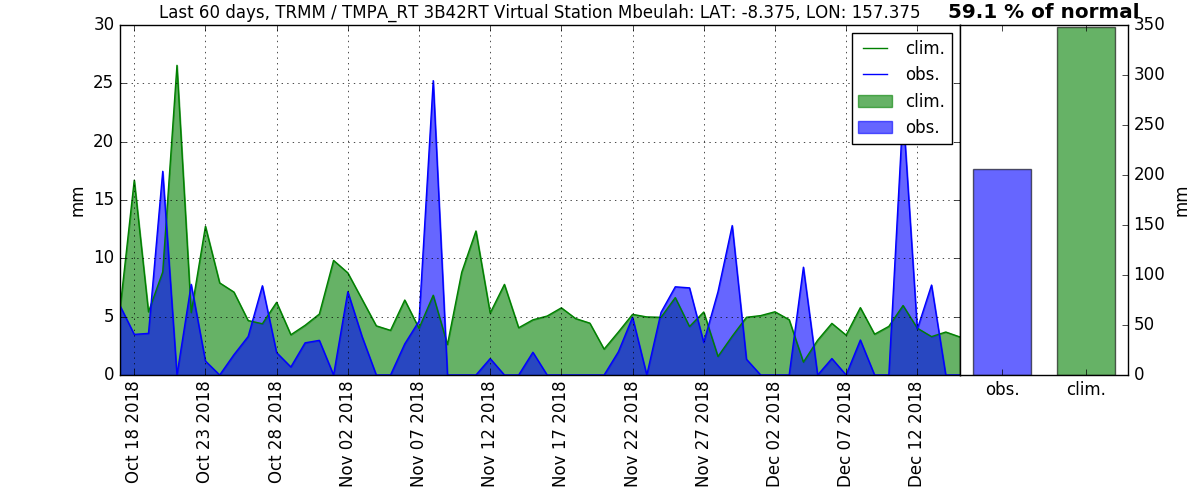 Last 60 days, TRMM / TMPA_RT 3B42RT Virtual Station Mbeulah: LAT: -8.375, LON: 157.375
59.1 % of normal
30
25
20
15
10
5
0
mm
clim.
obs.
clim.
obs.
350
300
250
200
150
100
50
0
mm
Oct 18 2018
Oct 23 2018
Oct 28 2018
Nov 02 2018
Nov 07 2018
Nov 12 2018
Nov 17 2018
Nov 22 2018
Nov 27 2018
Dec 02 2018
Dec 07 2018
Dec 12 2018
obs.
clim.